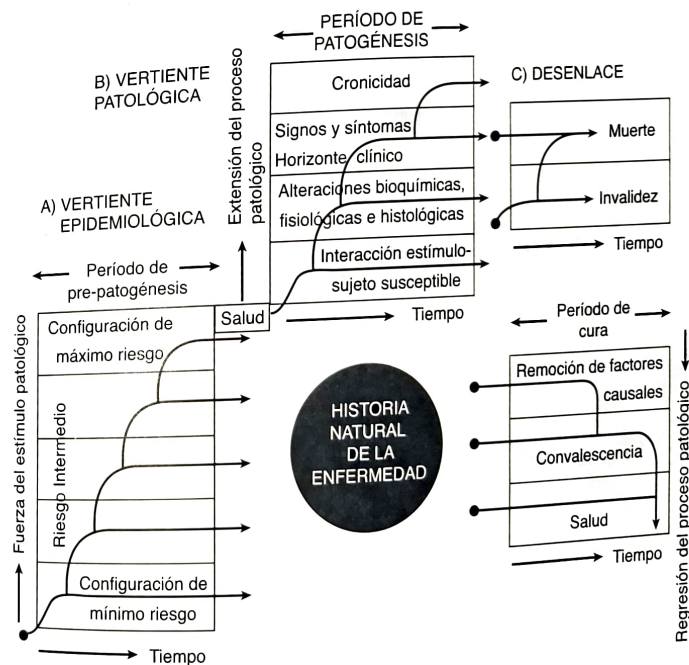 A) VERTIENTE
EPIDEMIOLÓGICA
Período de
pre-patogénesis
Fuerza del estímulo patológico
Configuración de
máximo riesgo
Riesgo Intermedio
Configuración de
mínimo riesgo
Tiempo
B) VERTIENTE
PATOLÓGICA
PERÍODO DE
PATOGÉNESIS
Extensión del proceso
patológico
Cronicidad
Signos y síntomas
Horizonte clínico
Alteraciones bioquímicas,
fisiológicas e histológicas
Interacción estímulo-
sujeto susceptible
Salud
Tiempo
C) DESENLACE
Muerte
Invalidez
Tiempo
Período de
cura
Remoción de factores
causales
Convalescencia
Salud
Tiempo
Regresión del proceso patológico
HISTORIA
NATURAL
DE LA
ENFERMEDAD